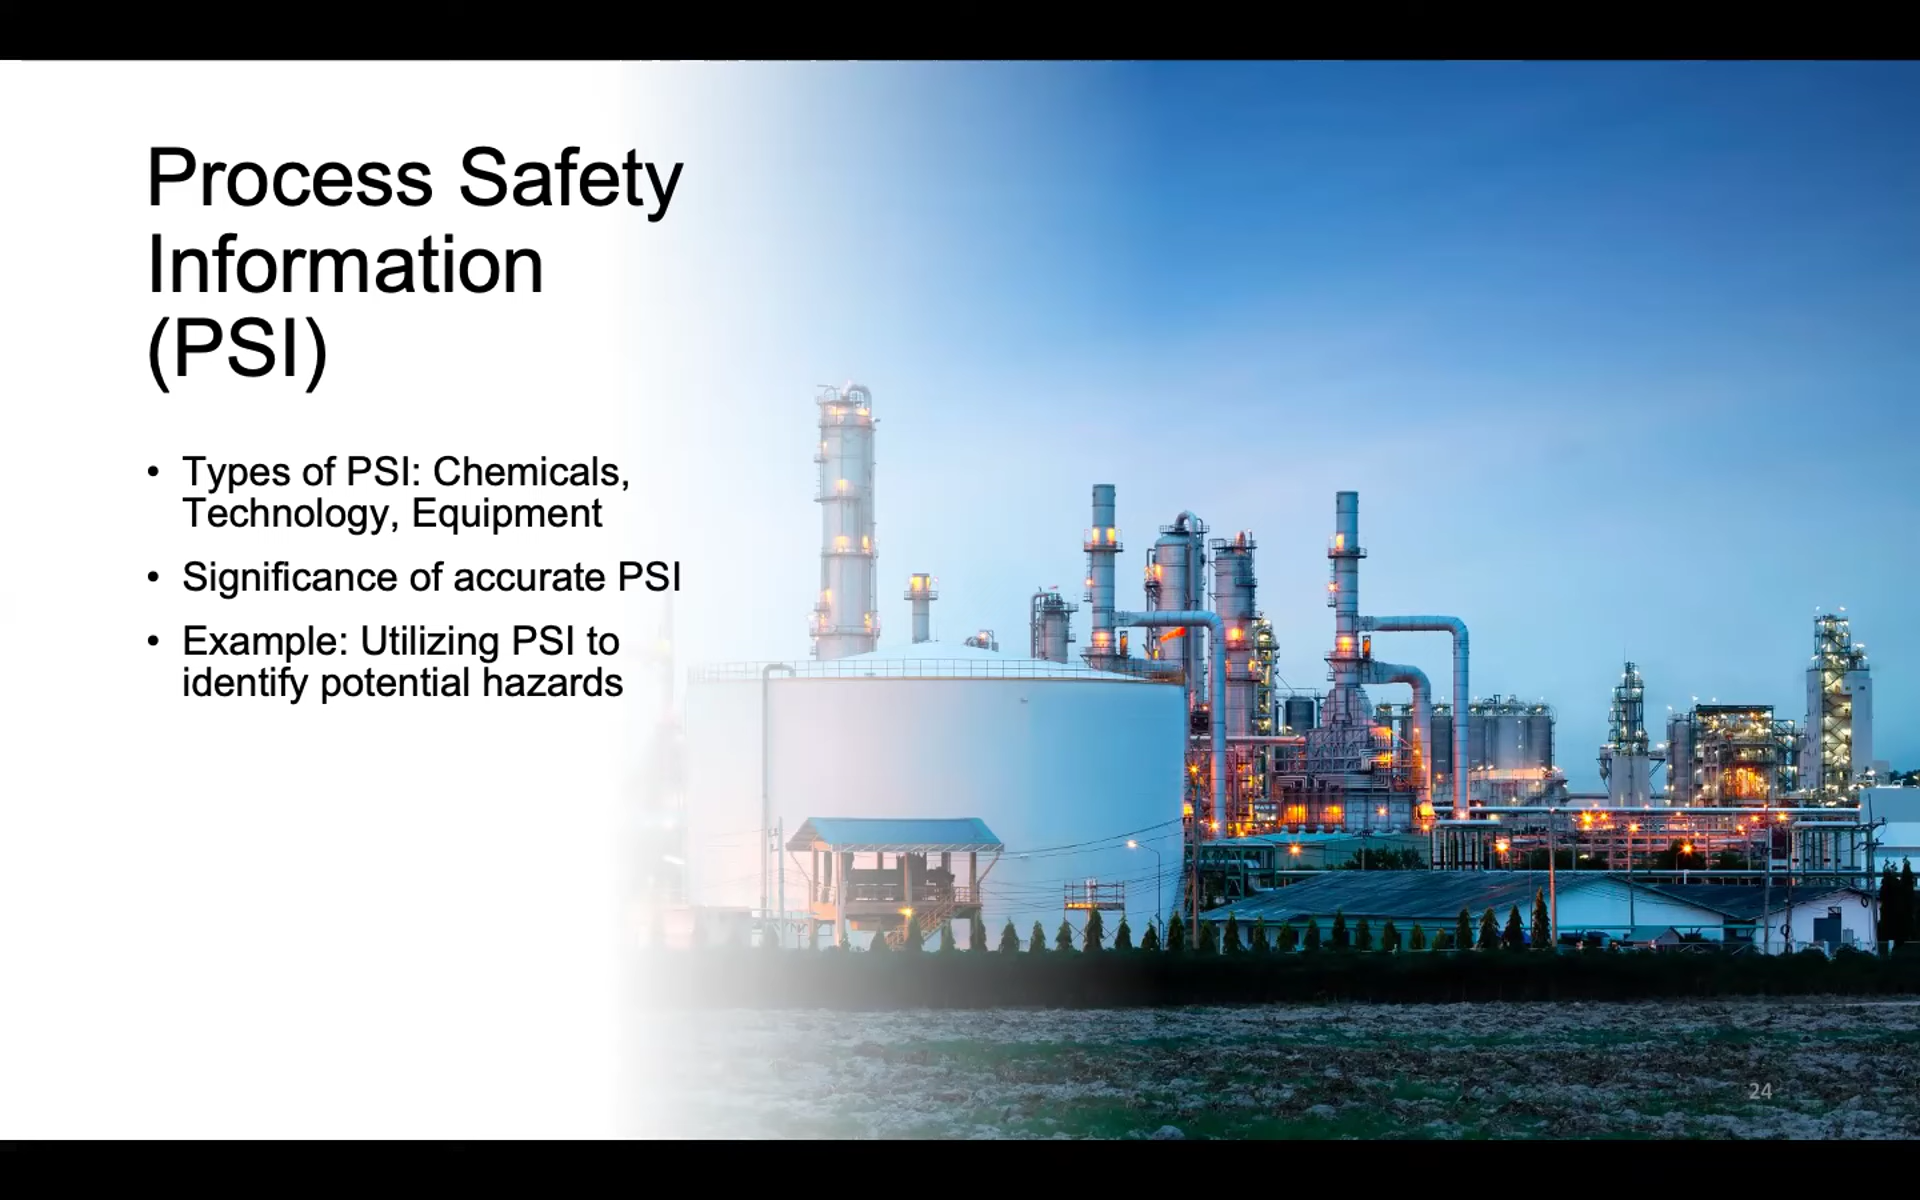 Process Safety
Information
(PSI)
• Types of PSI: Chemicals,
Technology, Equipment
• Significance of accurate PSI
• Example: Utilizing PSI to
identify potential hazards
24